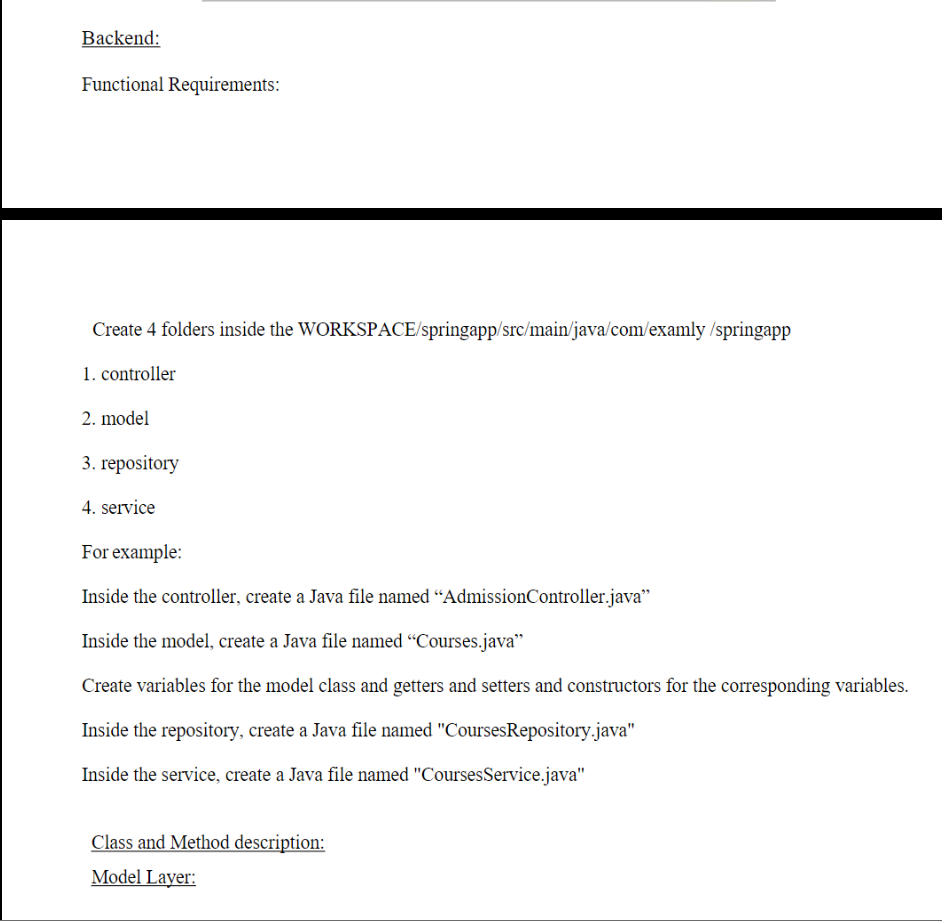 Backend:
Functional Requirements:
Create 4 folders inside the WORKSPACE/springapp/src/main/java/com/examly /springapp
1. controller
2. model
3. repository
4. service
For example:
Inside the controller, create a Java file named “AdmissionController.java”
Inside the model, create a Java file named “Courses.java”
Create variables for the model class and getters and setters and constructors for the corresponding variables.
Inside the repository, create a Java file named "CoursesRepository.java"
Inside the service, create a Java file named "CoursesService.java"
Class and Method description:
Model Layer: